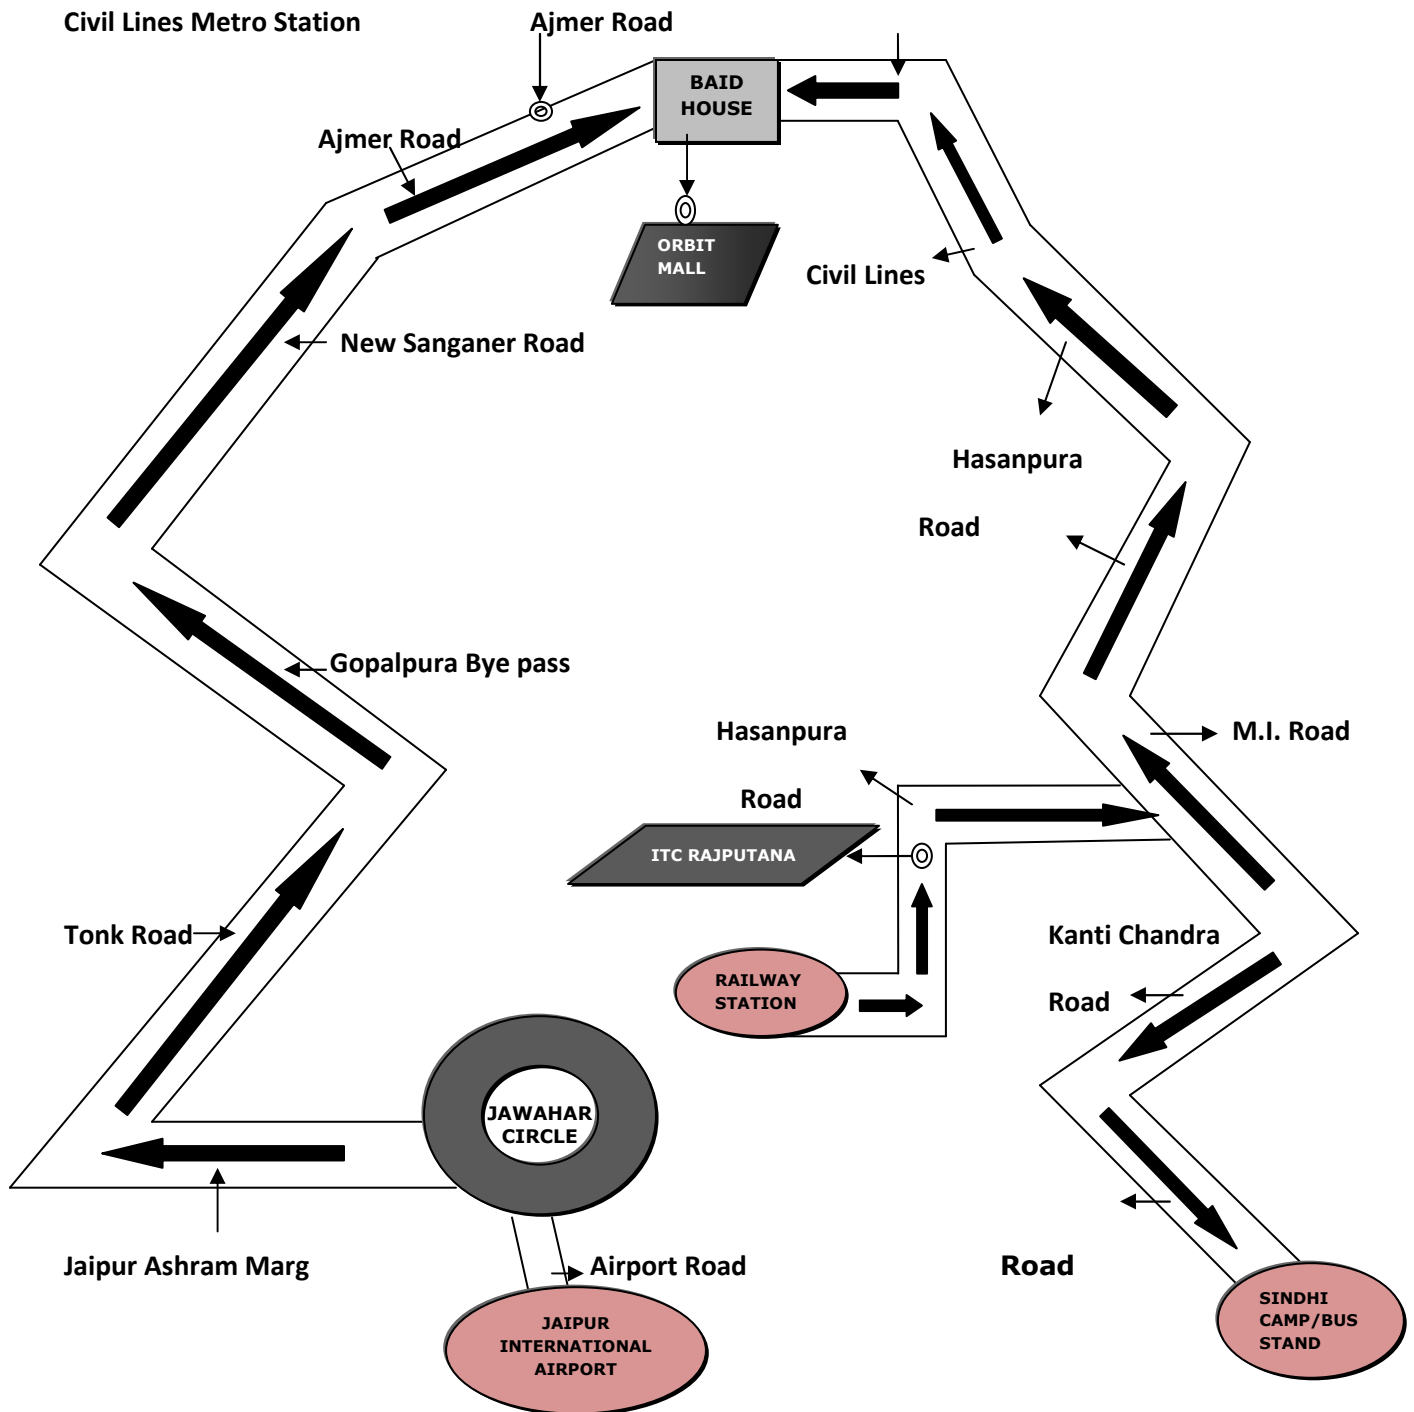 Civil Lines Metro Station
Ajmer Road
BAID
HOUSE
Ajmer Road
ORBIT
MALL
Civil Lines
New Sanganer Road
Hasanpura
Road
Gopalpura Bye pass
Hasanpura
Road
M.I. Road
ITC RAJPUTANA
Tonk Road
Kanti Chandra
Road
RAILWAY
STATION
JAWAHAR
CIRCLE
Jaipur Ashram Marg
Airport Road
Road
JAIPUR
INTERNATIONAL
AIRPORT
SINDHI
CAMP/BUS
STAND